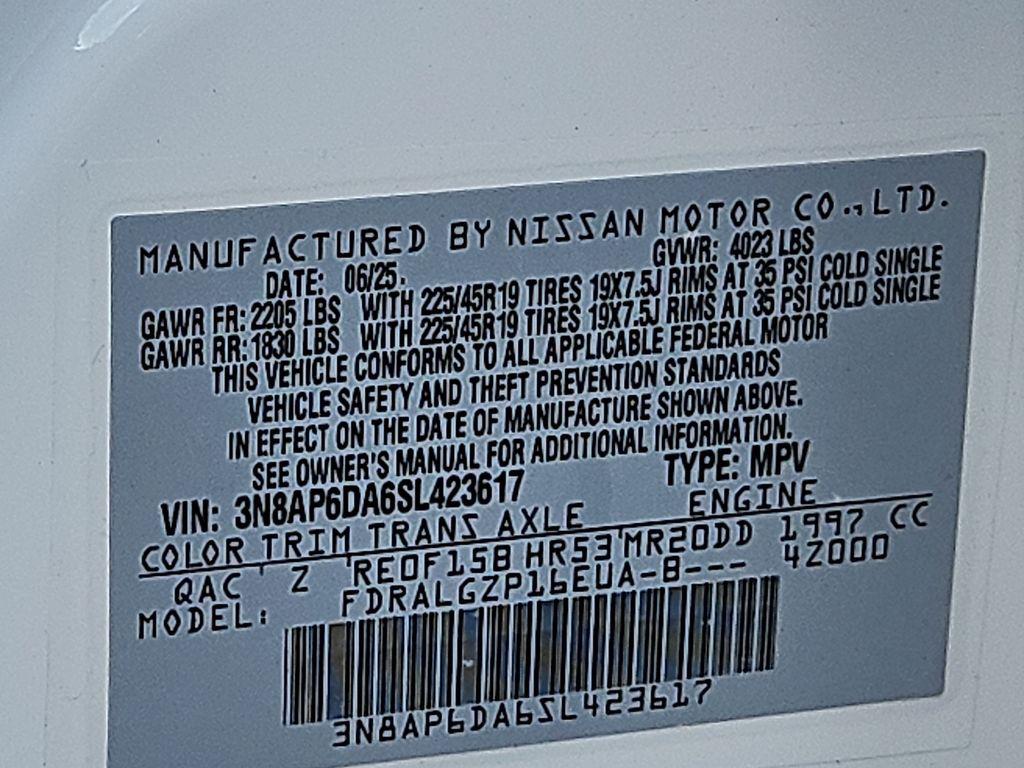 MANUFACTURED BY NISSAN MOTOR CO., LTD.
DATE: 06/25. GVWR: 4023 LBS
GAWR FR: 2205 LBS WITH 225/45R19 TIRES 19X7.5J RIMS AT 35 PSI COLD SINGLE
GAWR RR: 1830 LBS WITH 225/45R19 TIRES 19X7.5J RIMS AT 35 PSI COLD SINGLE
THIS VEHICLE CONFORMS TO ALL APPLICABLE FEDERAL MOTOR
VEHICLE SAFETY AND THEFT PREVENTION STANDARDS
IN EFFECT ON THE DATE OF MANUFACTURE SHOWN ABOVE.
SEE OWNER'S MANUAL FOR ADDITIONAL INFORMATION.
VIN: 3N8AP6DA6SL423617 TYPE: MPV
COLOR TRIM TRANS AXLE ENGINE
QAC Z RE0F15B HR53 MR20DD 1997 CC
MODEL: FDRALGZP16EUA-B--- 42000
3N8AP6DA6SL423617